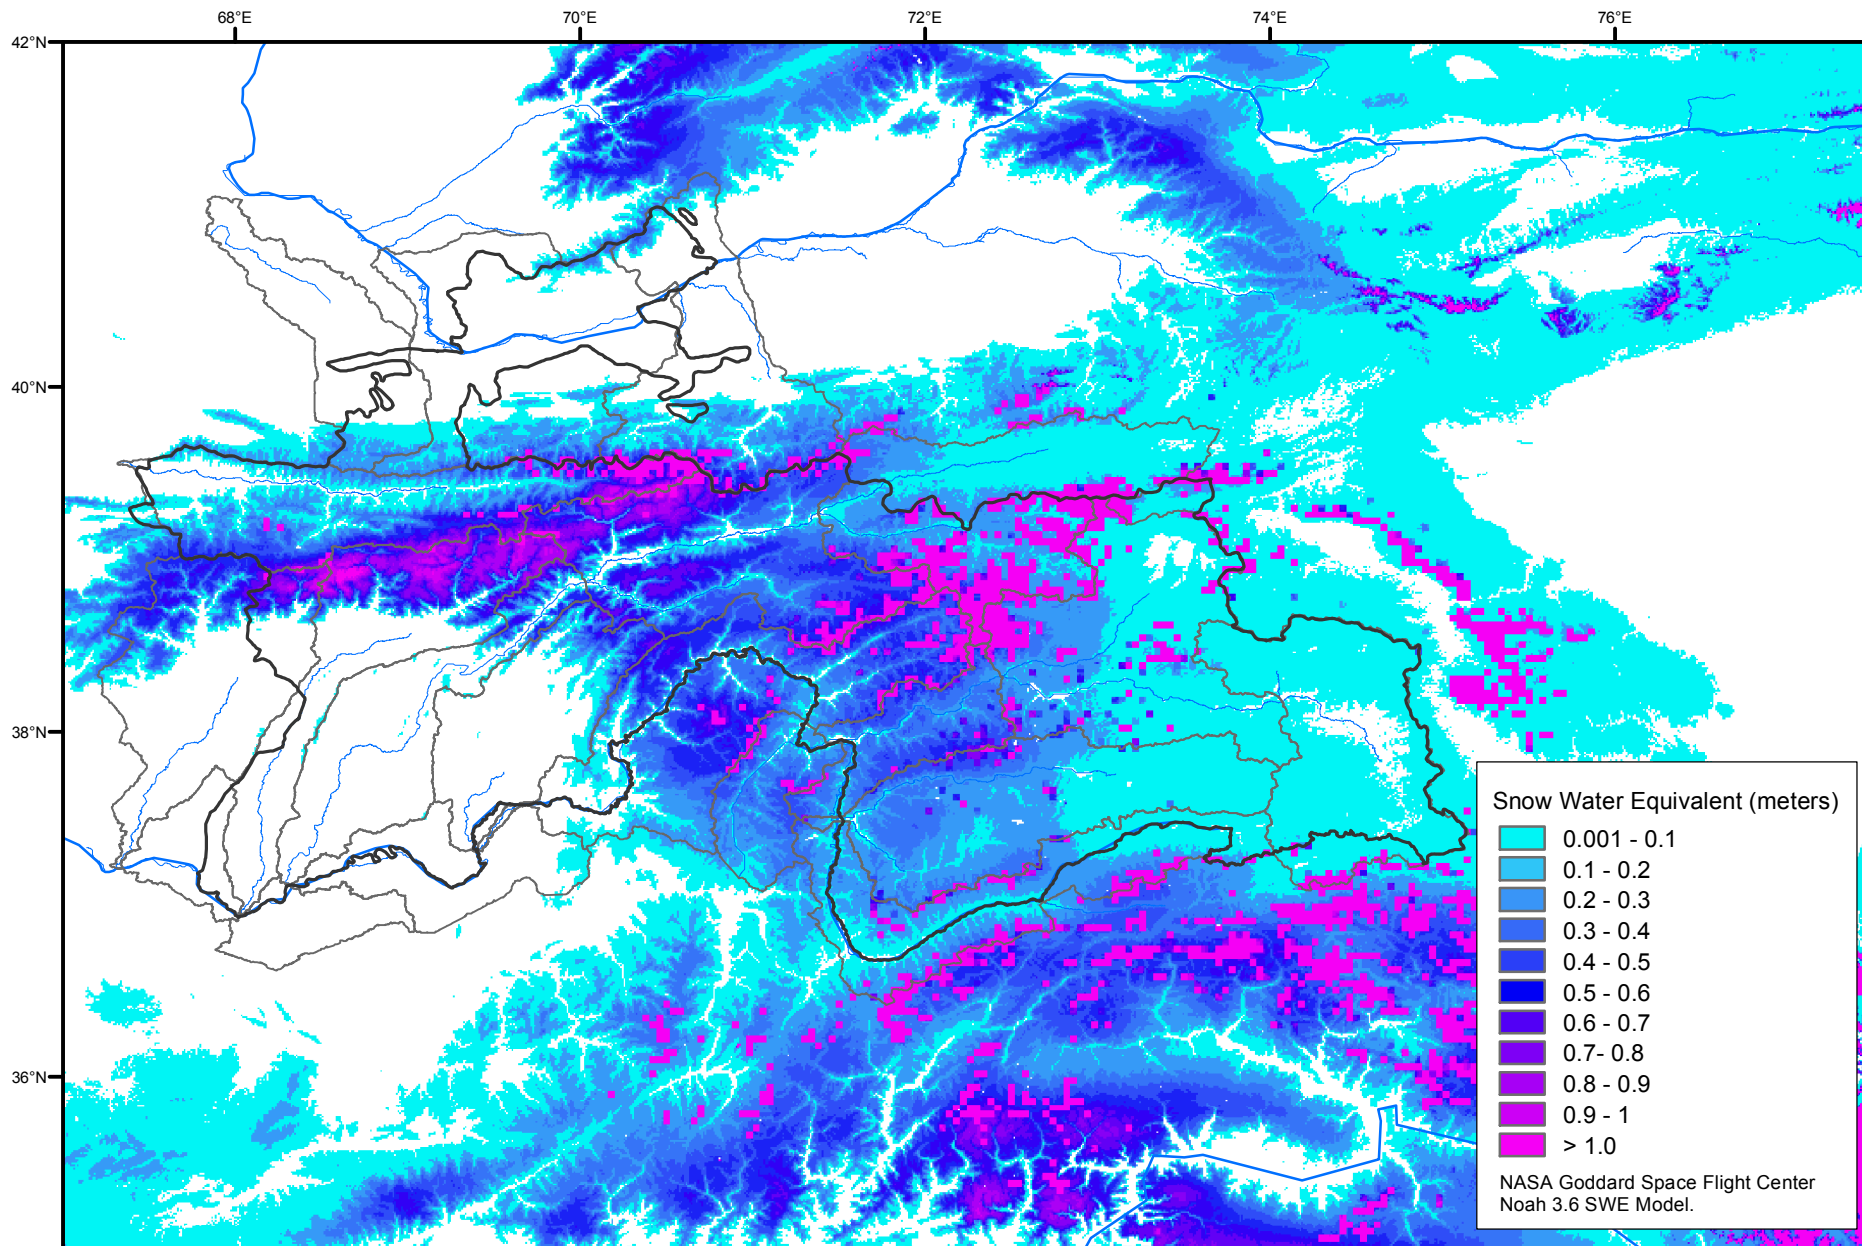 68°E
70°E
72°E
74°E
76°E
42°N
40°N
38°N
36°N
Snow Water Equivalent (meters)
0.001 - 0.1
0.1 - 0.2
0.2 - 0.3
0.3 - 0.4
0.4 - 0.5
0.5 - 0.6
0.6 - 0.7
0.7- 0.8
0.8 - 0.9
0.9 - 1
> 1.0
NASA Goddard Space Flight Center
Noah 3.6 SWE Model.